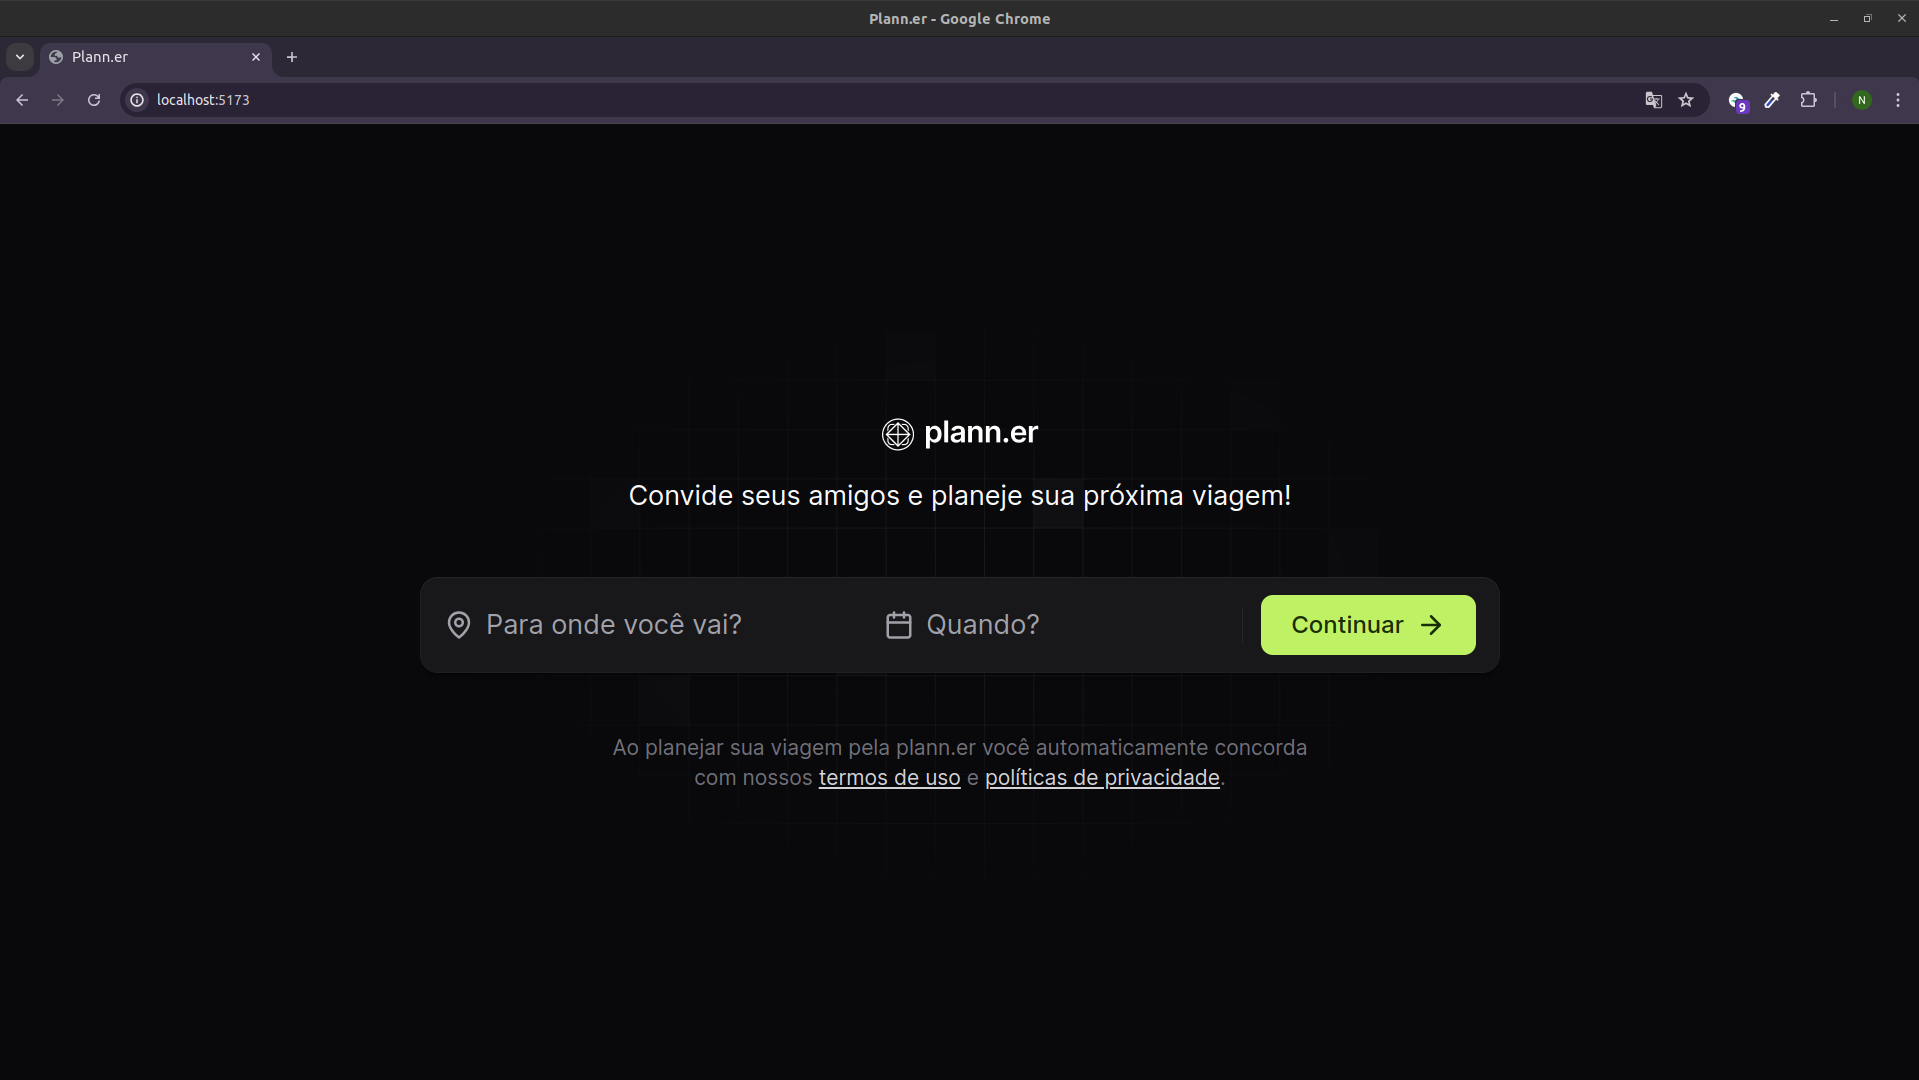 Plann.er - Google Chrome
Plann.er
localhost:5173
9
N
plann.er
Convide seus amigos e planeje sua próxima viagem!
Para onde você vai? Quando? Continuar
Ao planejar sua viagem pela plann.er você automaticamente concorda
com nossos termos de uso e políticas de privacidade.